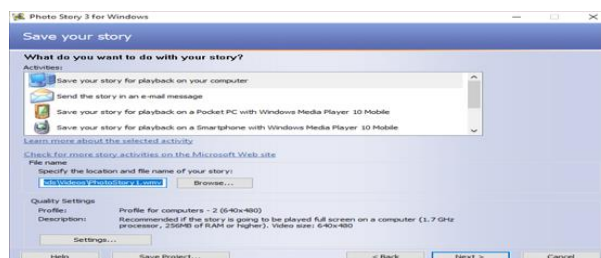 Photo Story 3 for Windows
Save your story
What do you want to do with your story?
Activities:
Save your story for playback on your computer
Send the story in an e-mail message
Save your story for playback on a Pocket PC with Windows Media Player 10 Mobile
Save your story for playback on a Smartphone with Windows Media Player 10 Mobile
Learn more about the selected activity
Check for more story activities on the Microsoft Web site
File name
Specify the location and file name of your story:
ds\Videos\PhotoStory1.wmv Browse...
Quality Settings
Profile: Profile for computers - 2 (640x480)
Description: Recommended if the story is going to be played full screen on a computer (1.7 GHz
processor, 256MB of RAM or higher). Video size: 640x480
Settings...
Help Save Project... < Back Next > Cancel